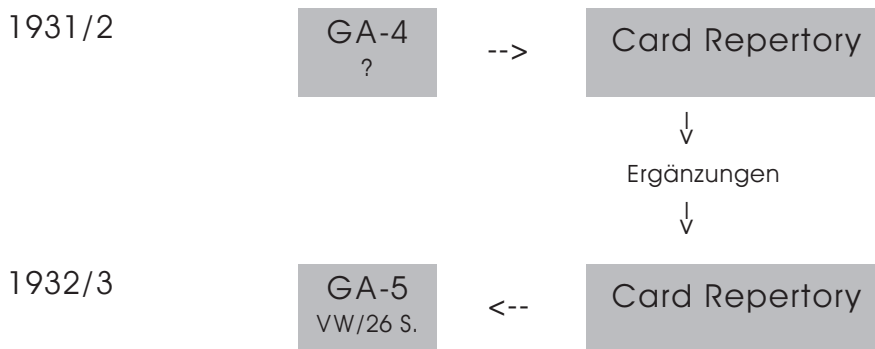 1931/2
GA-4
?
-->
Card Repertory
-->
Ergänzungen
-->
1932/3
GA-5
VW/26 S.
<--
Card Repertory